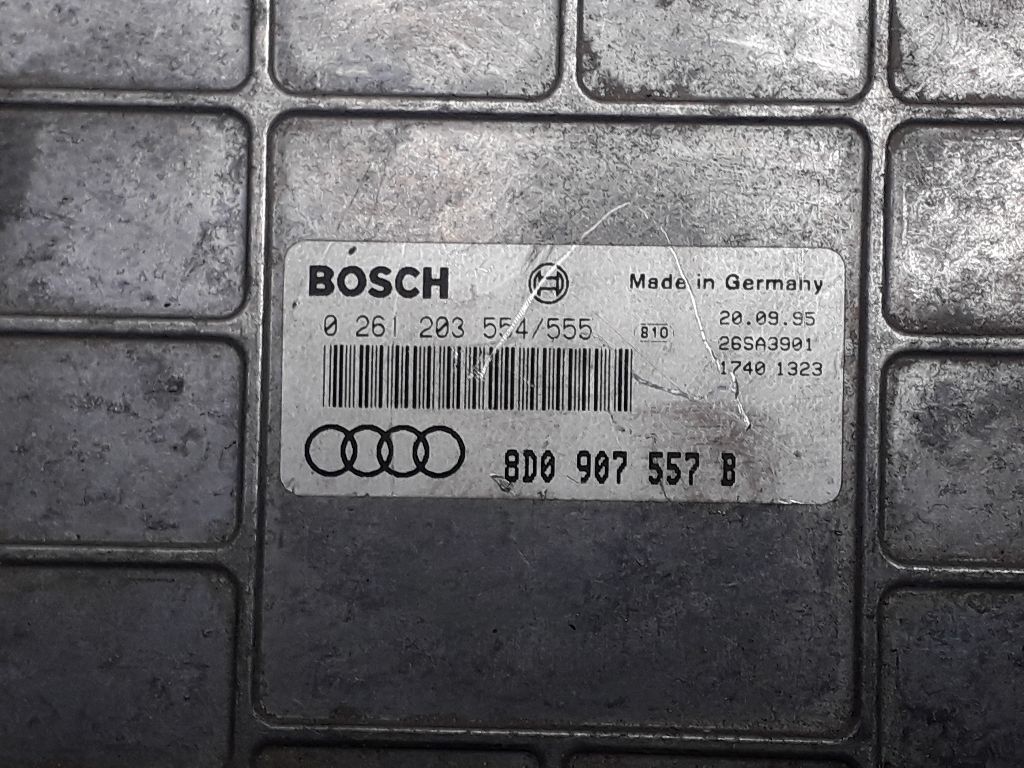 BOSCH
Made in Germany
0 261 203 554/555
810
20.09.95
26SA3901
1740 1323
8D0 907 557 B